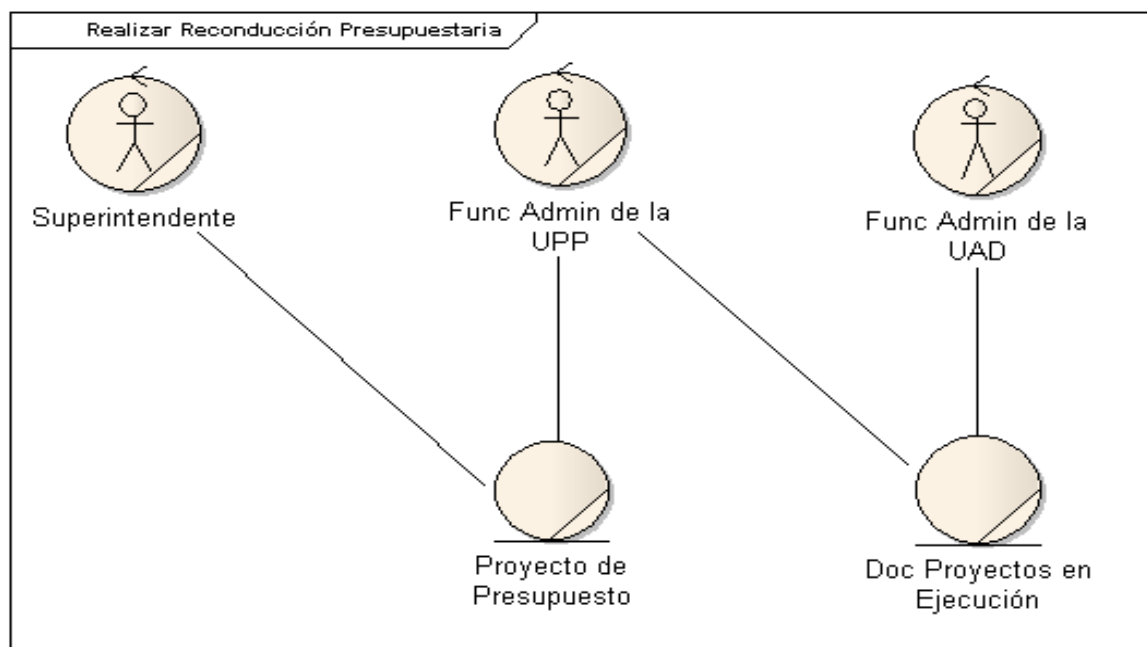 Realizar Reconducción Presupuestaria
Superintendente
Func Admin de la
UPP
Func Admin de la
UAD
Proyecto de
Presupuesto
Doc Proyectos en
Ejecución